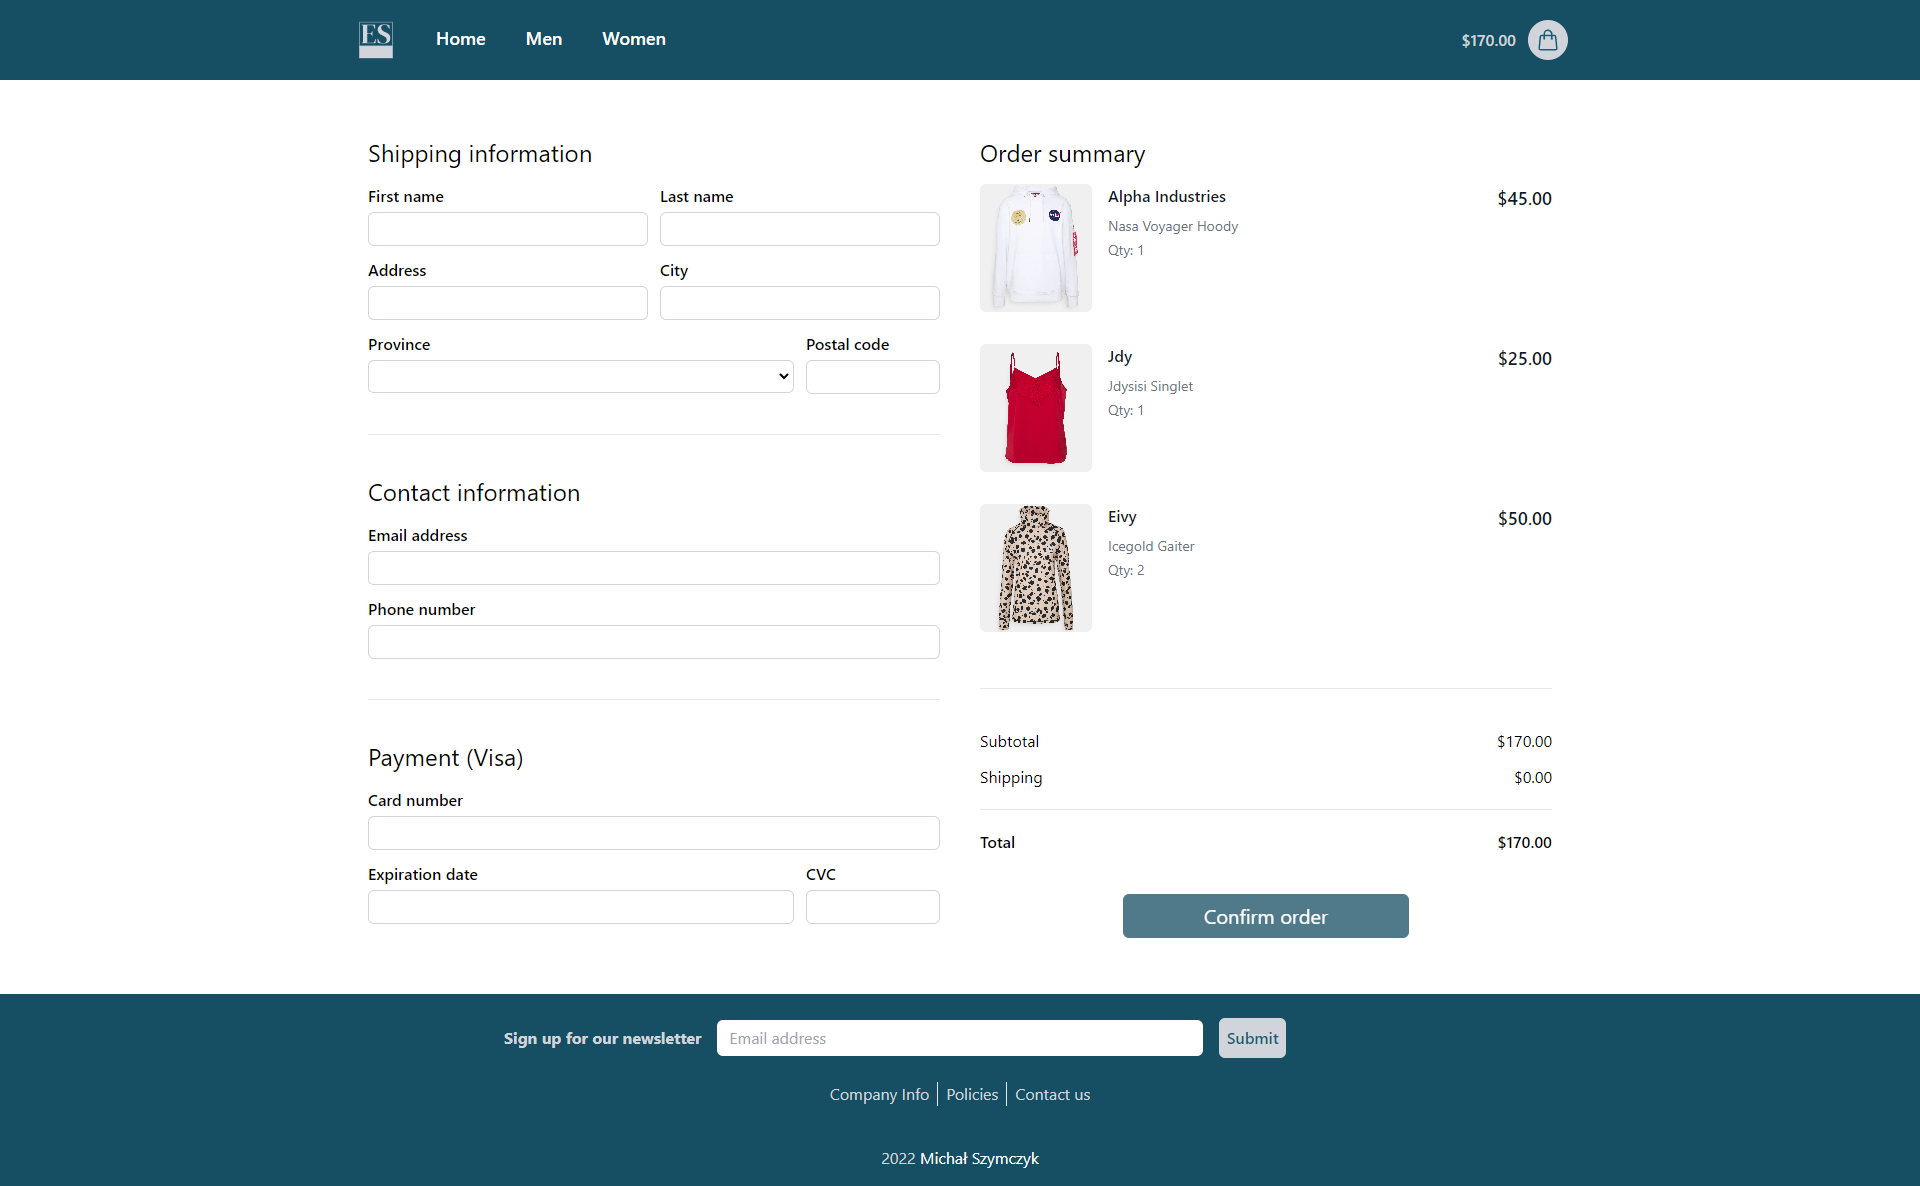 ES
Home
Men
Women
$170.00
Shipping information
First name
Last name
Address
City
Province
Postal code
Contact information
Email address
Phone number
Payment (Visa)
Card number
Expiration date
CVC
Order summary
Alpha Industries
$45.00
Nasa Voyager Hoody
Qty: 1
Jdy
$25.00
Jdysisi Singlet
Qty: 1
Eivy
$50.00
Icegold Gaiter
Qty: 2
Subtotal
$170.00
Shipping
$0.00
Total
$170.00
Confirm order
Sign up for our newsletter
Email address
Submit
Company Info
Policies
Contact us
2022 Michał Szymczyk